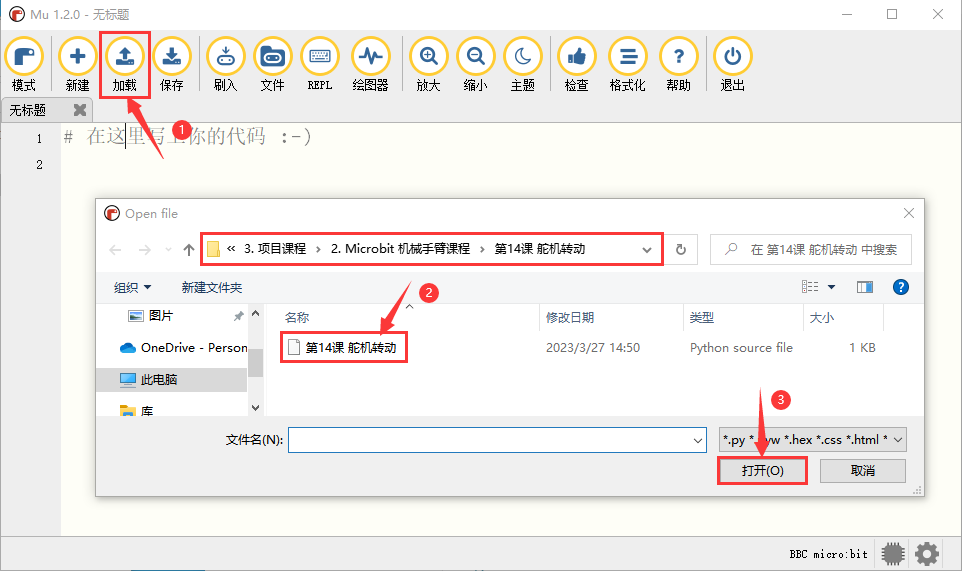 Mu 1.2.0 - 无标题
模式 新建 加载 保存 刷入 文件 REPL 绘图器 放大 缩小 主题 检查 格式化 帮助 退出
无标题
1 # 在这里写上你的代码 :-)
1
2
Open file
« 3. 项目课程 › 2. Microbit 机械手臂课程 › 第14课 舵机转动
在 第14课 舵机转动 中搜索
组织 新建文件夹
2
图片 名称 修改日期 类型 大小
OneDrive - Person 第14课 舵机转动 2023/3/27 14:50 Python source file 1 KB
此电脑
库
3
文件名(N): *.py *.pyw *.hex *.css *.html *
打开(O) 取消
BBC micro:bit